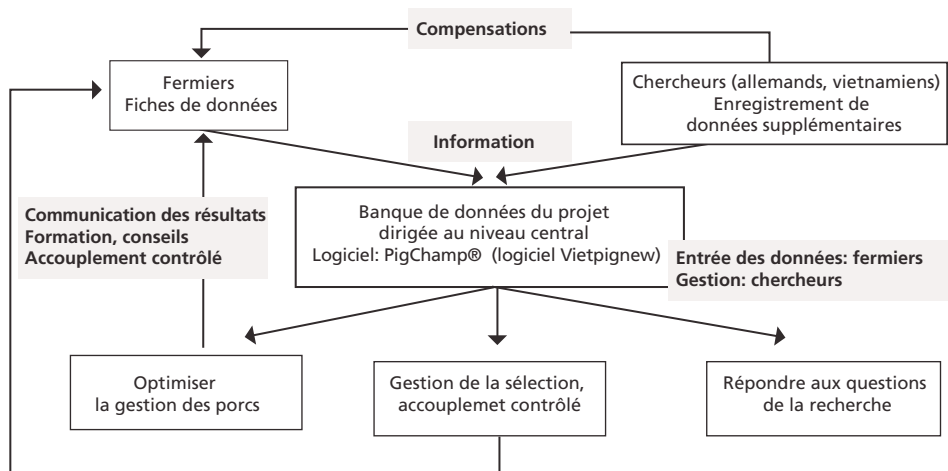 Compensations
Fermiers
Fiches de données
Chercheurs (allemands, vietnamiens)
Enregistrement de
données supplémentaires
Information
Communication des résultats
Formation, conseils
Accouplement contrôlé
Banque de données du projet
dirigée au niveau central
Logiciel: PigChamp® (logiciel Vietpignew)
Entrée des données: fermiers
Gestion: chercheurs
Optimiser
la gestion des porcs
Gestion de la sélection,
accouplemet contrôlé
Répondre aux questions
de la recherche